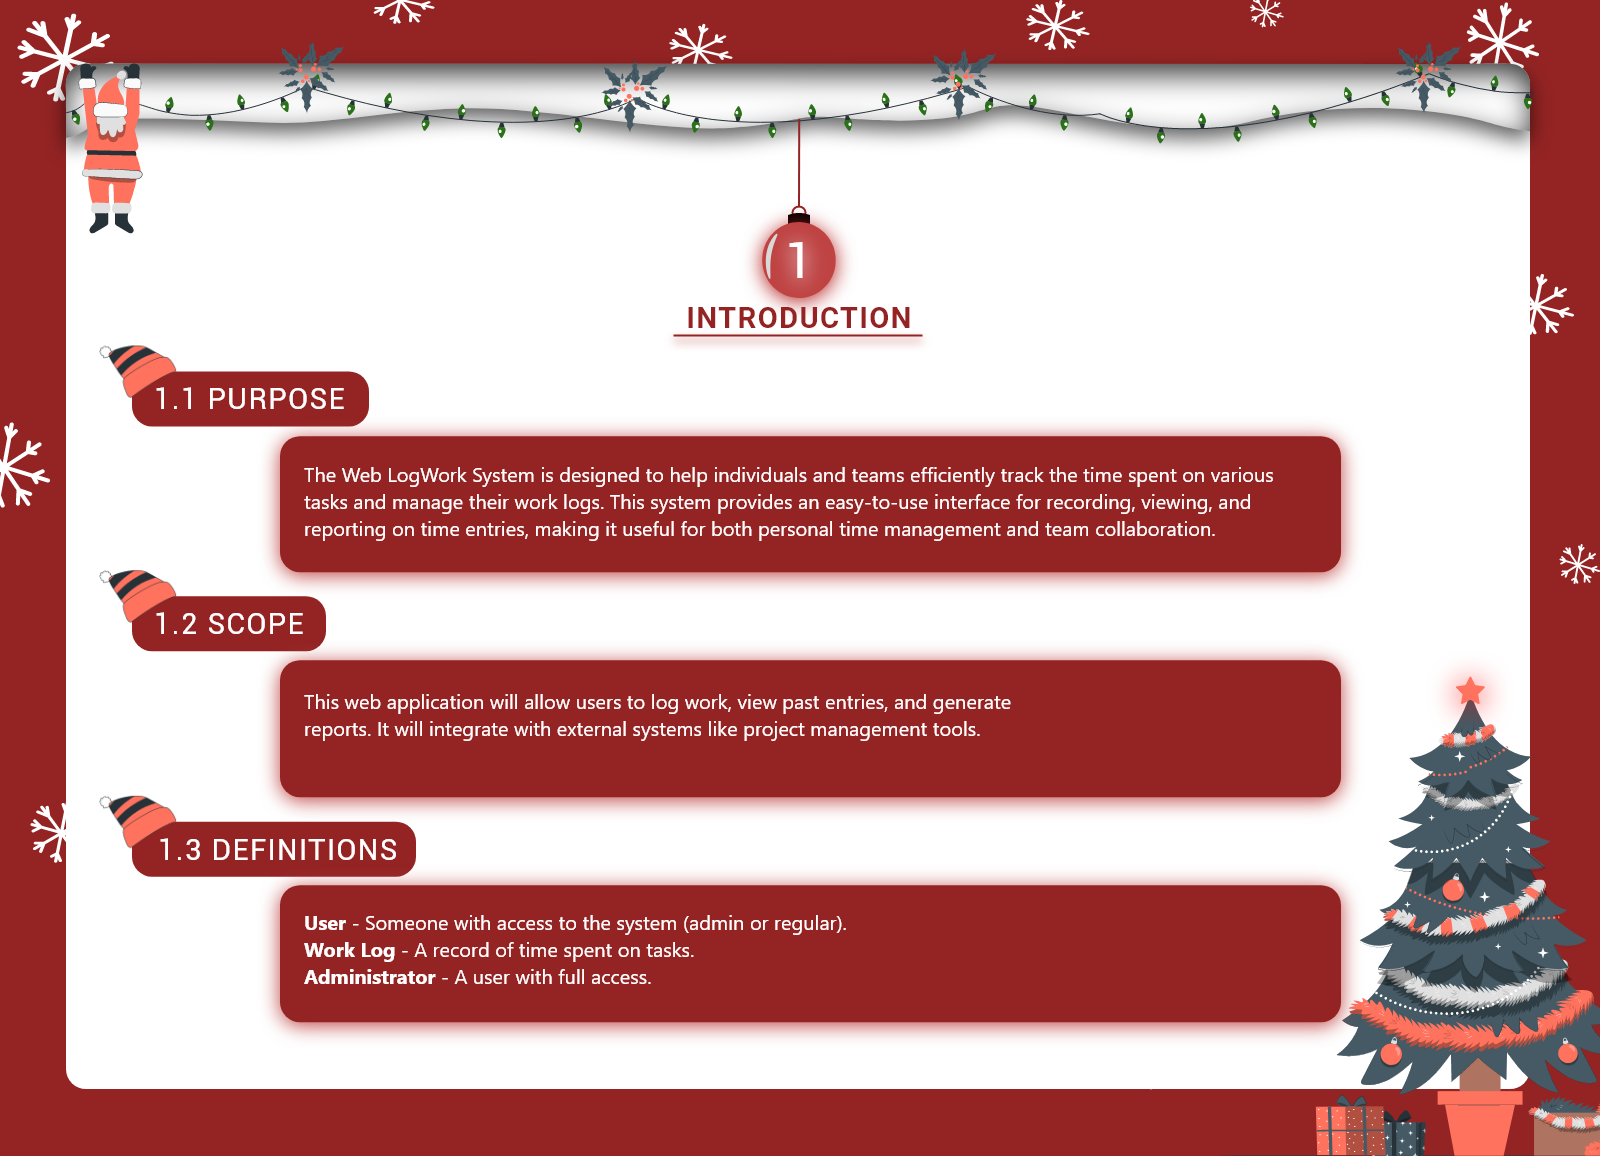 1
INTRODUCTION
1.1 PURPOSE
The Web LogWork System is designed to help individuals and teams efficiently track the time spent on various
tasks and manage their work logs. This system provides an easy-to-use interface for recording, viewing, and
reporting on time entries, making it useful for both personal time management and team collaboration.
1.2 SCOPE
This web application will allow users to log work, view past entries, and generate
reports. It will integrate with external systems like project management tools.
1.3 DEFINITIONS
User - Someone with access to the system (admin or regular).
Work Log - A record of time spent on tasks.
Administrator - A user with full access.